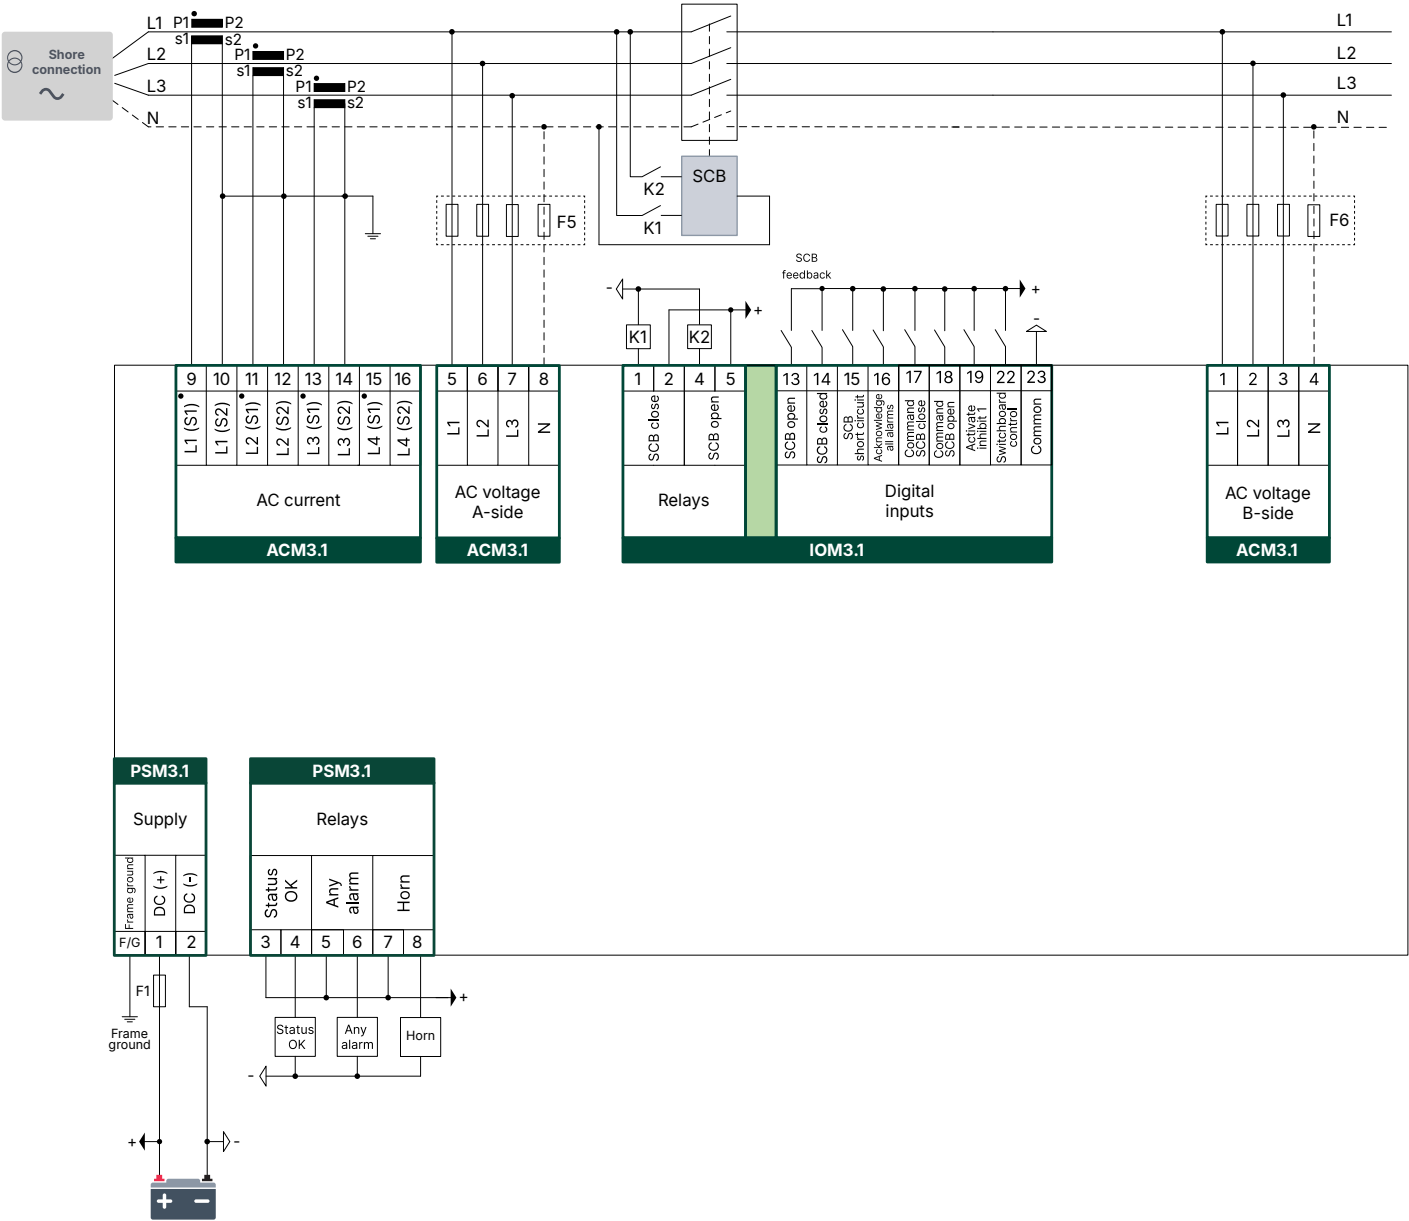 L1 P1 P2 L1
s1 s2
L2 P1 P2 L2
s1 s2
L3 P1 P2 L3
s1 s2
N N
Shore
connection
SCB
K2
K1
F5
F6
SCB
feedback
- + + -
K1 K2
9 10 11 12 13 14 15 16
L1 (S1)
L1 (S2)
L2 (S1)
L2 (S2)
L3 (S1)
L3 (S2)
L4 (S1)
L4 (S2)
AC current
ACM3.1
5 6 7 8
L1
L2
L3
N
AC voltage
A-side
ACM3.1
1 2 4 5
SCB close
SCB open
Relays
13 14 15 16 17 18 19 22 23
SCB open
SCB closed
SCB
short circuit
Acknowledge
all alarms
Command
SCB close
Command
SCB open
Activate
inhibit 1
Switchboard
control
Common
Digital
inputs
IOM3.1
1 2 3 4
L1
L2
L3
N
AC voltage
B-side
ACM3.1
PSM3.1
Supply
Frame ground
DC (+)
DC (-)
F/G 1 2
PSM3.1
Relays
Status
OK
Any
alarm
Horn
3 4 5 6 7 8
F1
Frame
ground
+
Status
OK
Any
alarm
Horn
-
+ -
+ −